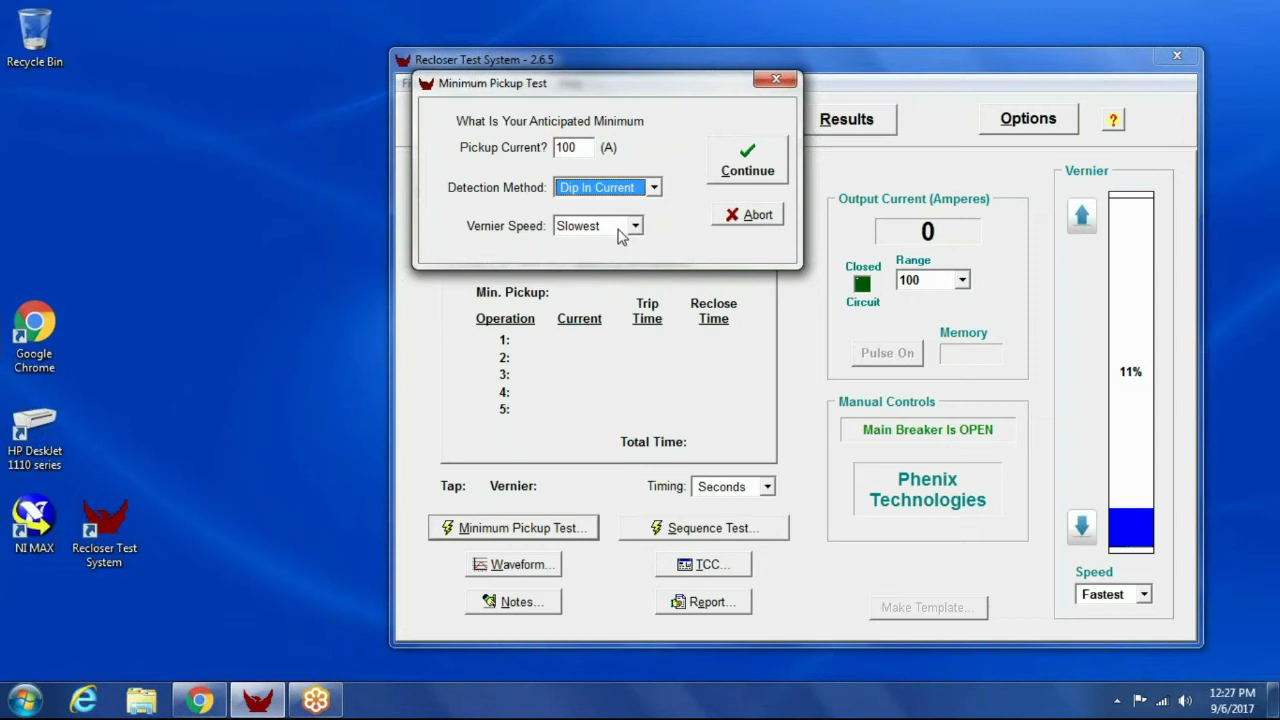 Recycle Bin
Google
Chrome
HP DeskJet
1110 series
NI MAX
Recloser Test
System
Recloser Test System - 2.6.5
Minimum Pickup Test
What Is Your Anticipated Minimum
Pickup Current? 100 (A)
Detection Method: Dip In Current
Vernier Speed: Slowest
Continue
Abort
Results
Options
?
Min. Pickup:
Operation Current Trip Time Reclose Time
1:
2:
3:
4:
5:
Total Time:
Tap: Vernier: Timing: Seconds
Minimum Pickup Test... Sequence Test...
Waveform... TCC...
Notes... Report...
Output Current (Amperes)
0
Closed
Circuit
Range
100
Memory
Pulse On
Manual Controls
Main Breaker Is OPEN
Phenix
Technologies
Make Template...
Vernier
11%
Speed
Fastest
12:27 PM
9/6/2017